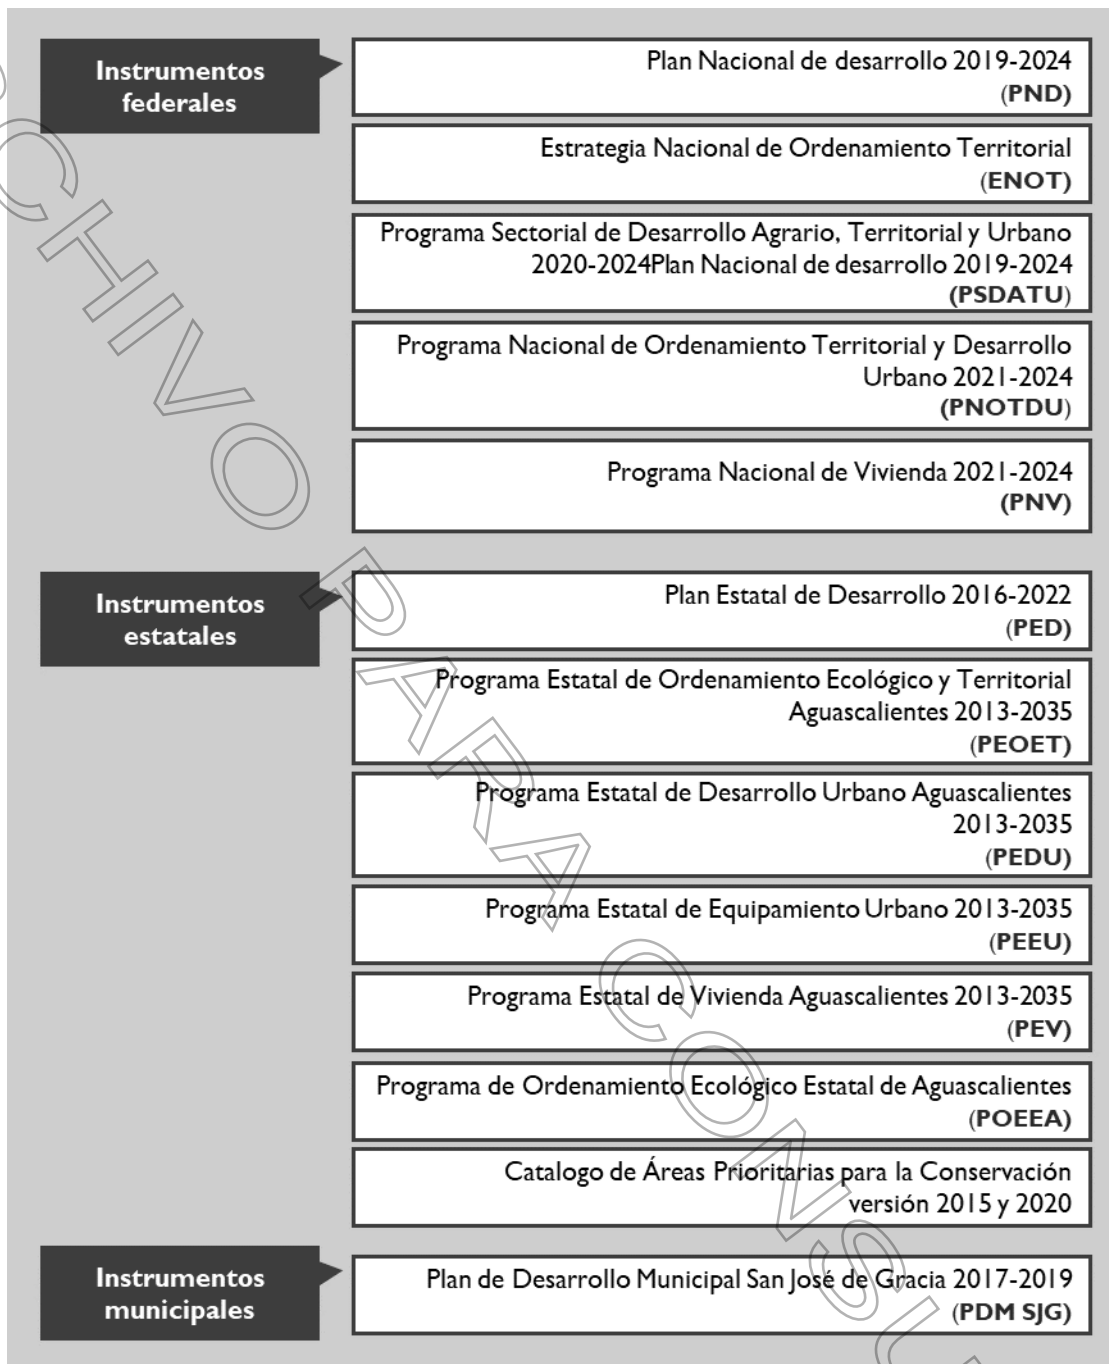 Instrumentos
federales
Plan Nacional de desarrollo 2019-2024
(PND)
Estrategia Nacional de Ordenamiento Territorial
(ENOT)
Programa Sectorial de Desarrollo Agrario, Territorial y Urbano
2020-2024Plan Nacional de desarrollo 2019-2024
(PSDATU)
Programa Nacional de Ordenamiento Territorial y Desarrollo
Urbano 2021-2024
(PNOTDU)
Programa Nacional de Vivienda 2021-2024
(PNV)
Instrumentos
estatales
Plan Estatal de Desarrollo 2016-2022
(PED)
Programa Estatal de Ordenamiento Ecológico y Territorial
Aguascalientes 2013-2035
(PEOET)
Programa Estatal de Desarrollo Urbano Aguascalientes
2013-2035
(PEDU)
Programa Estatal de Equipamiento Urbano 2013-2035
(PEEU)
Programa Estatal de Vivienda Aguascalientes 2013-2035
(PEV)
Programa de Ordenamiento Ecológico Estatal de Aguascalientes
(POEEA)
Catalogo de Áreas Prioritarias para la Conservación
versión 2015 y 2020
Instrumentos
municipales
Plan de Desarrollo Municipal San José de Gracia 2017-2019
(PDM SJG)
CHIVO PARA CONSU